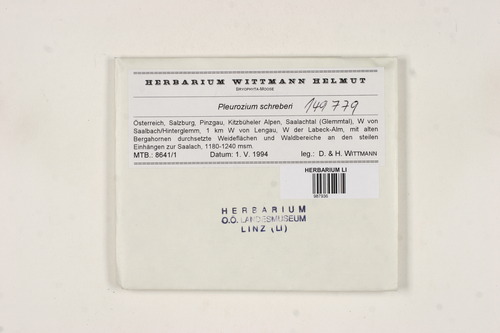 HERBARIUM WITTMANN HELMUT
BRYOPHYTA-MOOSE
Pleurozium schreberi 149779
Österreich, Salzburg, Pinzgau, Kitzbüheler Alpen, Saalachtal (Glemmtal), W von
Saalbach/Hinterglemm, 1 km W von Lengau, W der Labeck-Alm, mit alten
Bergahornen durchsetzte Weideflächen und Waldbereiche an den steilen
Einhängen zur Saalach, 1180-1240 msm.
MTB.: 8641/1 Datum: 1. V. 1994 leg.: D. & H. WITTMANN
HERBARIUM LI
987936
HERBARIUM
O.Ö. LANDESMUSEUM
LINZ (LI)